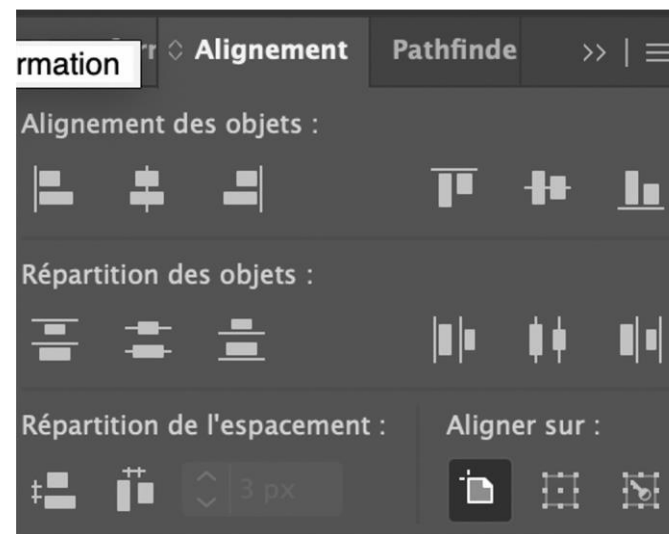 rmation
Alignement Pathfinde
Alignement des objets :
Répartition des objets :
Répartition de l'espacement : Aligner sur :
3 px